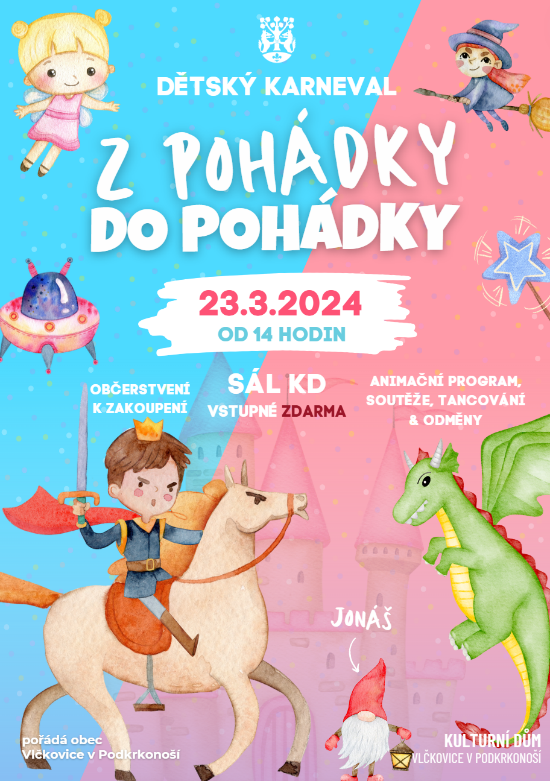 DĚTSKÝ KARNEVAL
Z POHÁDKY
DO POHÁDKY
23.3.2024
OD 14 HODIN
OBČERSTVENÍ
K ZAKOUPENÍ
SÁL KD
VSTUPNÉ ZDARMA
ANIMAČNÍ PROGRAM,
SOUTĚŽE, TANCOVÁNÍ
& ODMĚNY
JONÁŠ
pořádá obec
Vlčkovice v Podkrkonoší
KULTURNÍ DŮM
VLČKOVICE V PODKRKONOŠÍ